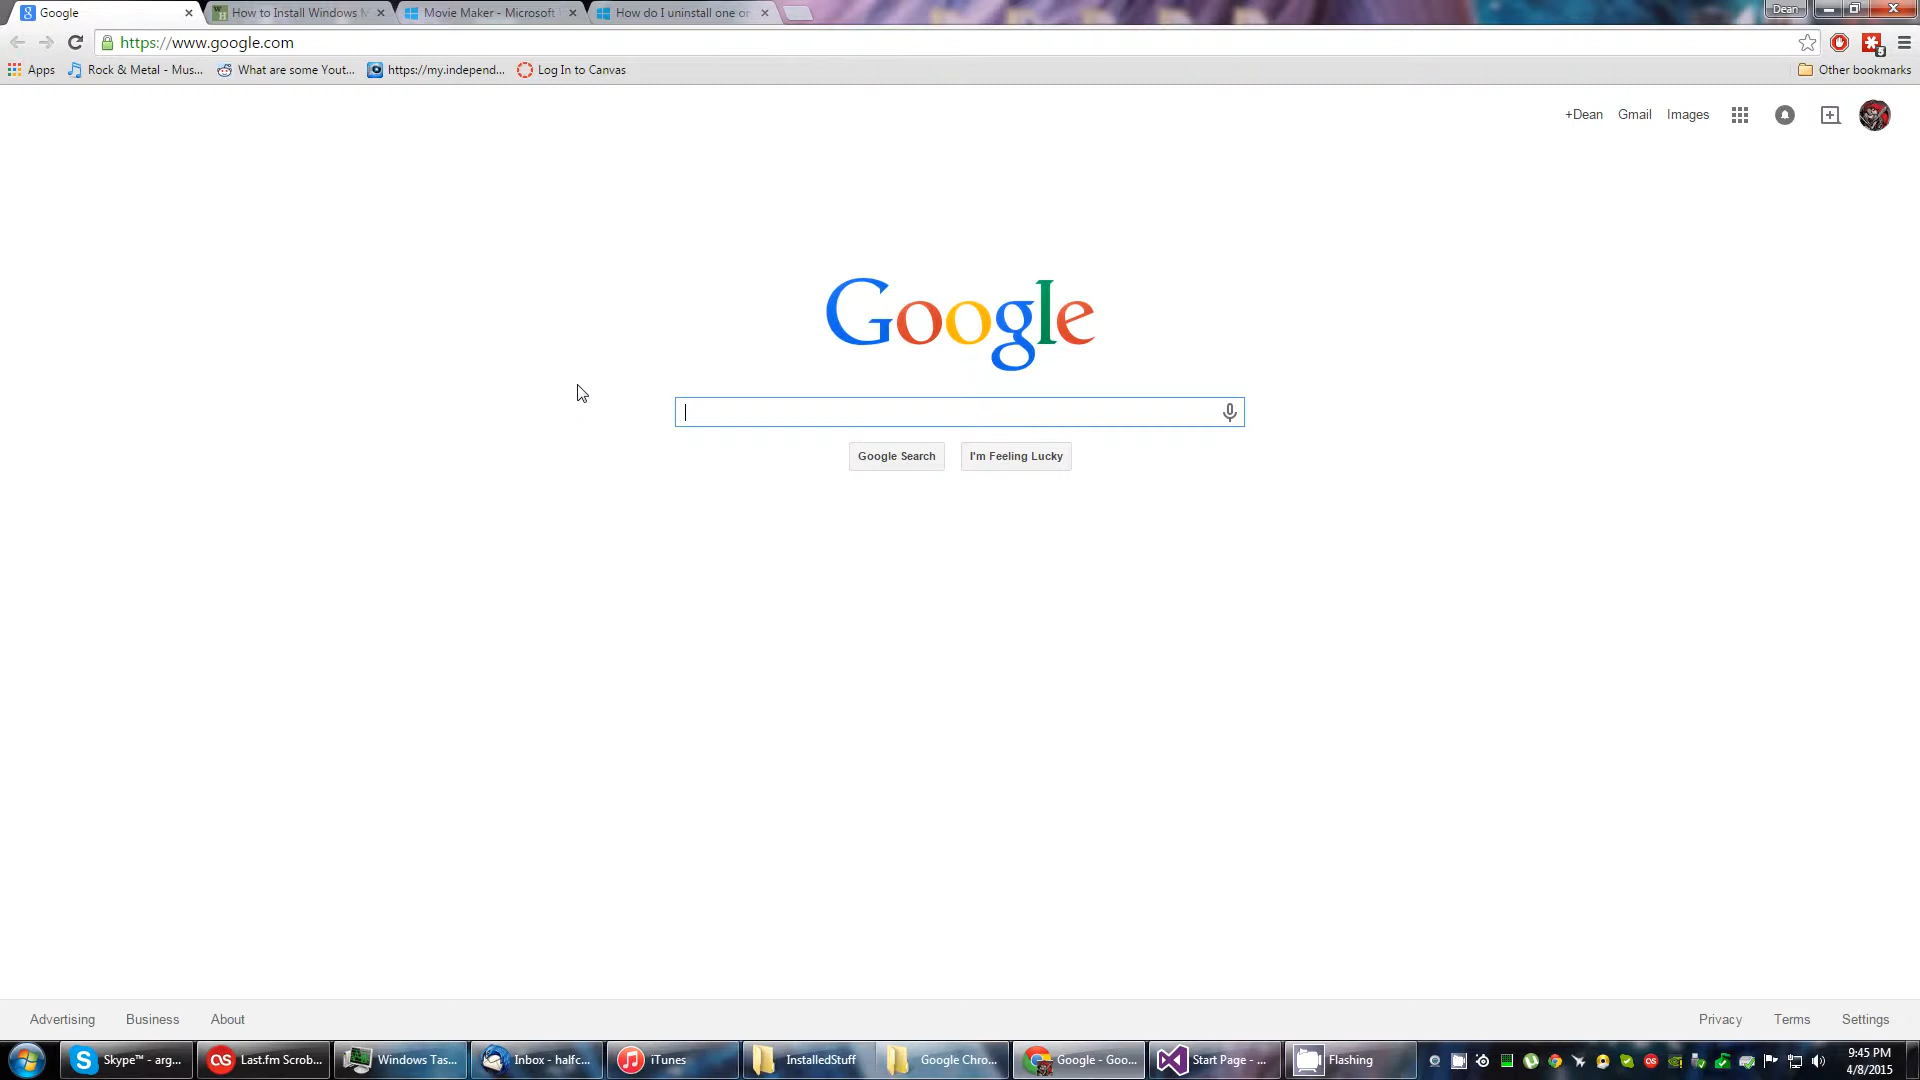 Google
How to Install Windows M
Movie Maker - Microsoft
How do I uninstall one or
Dean
https://www.google.com
Apps
Rock & Metal - Mus...
What are some Yout...
https://my.independ...
Log In to Canvas
Other bookmarks
+Dean
Gmail
Images
Google
Google Search
I'm Feeling Lucky
Advertising
Business
About
Privacy
Terms
Settings
Skype™ - arg...
Last.fm Scrob...
Windows Tas...
Inbox - halfc...
iTunes
InstalledStuff
Google Chro...
Google - Goo...
Start Page - ...
Flashing
9:45 PM
4/8/2015